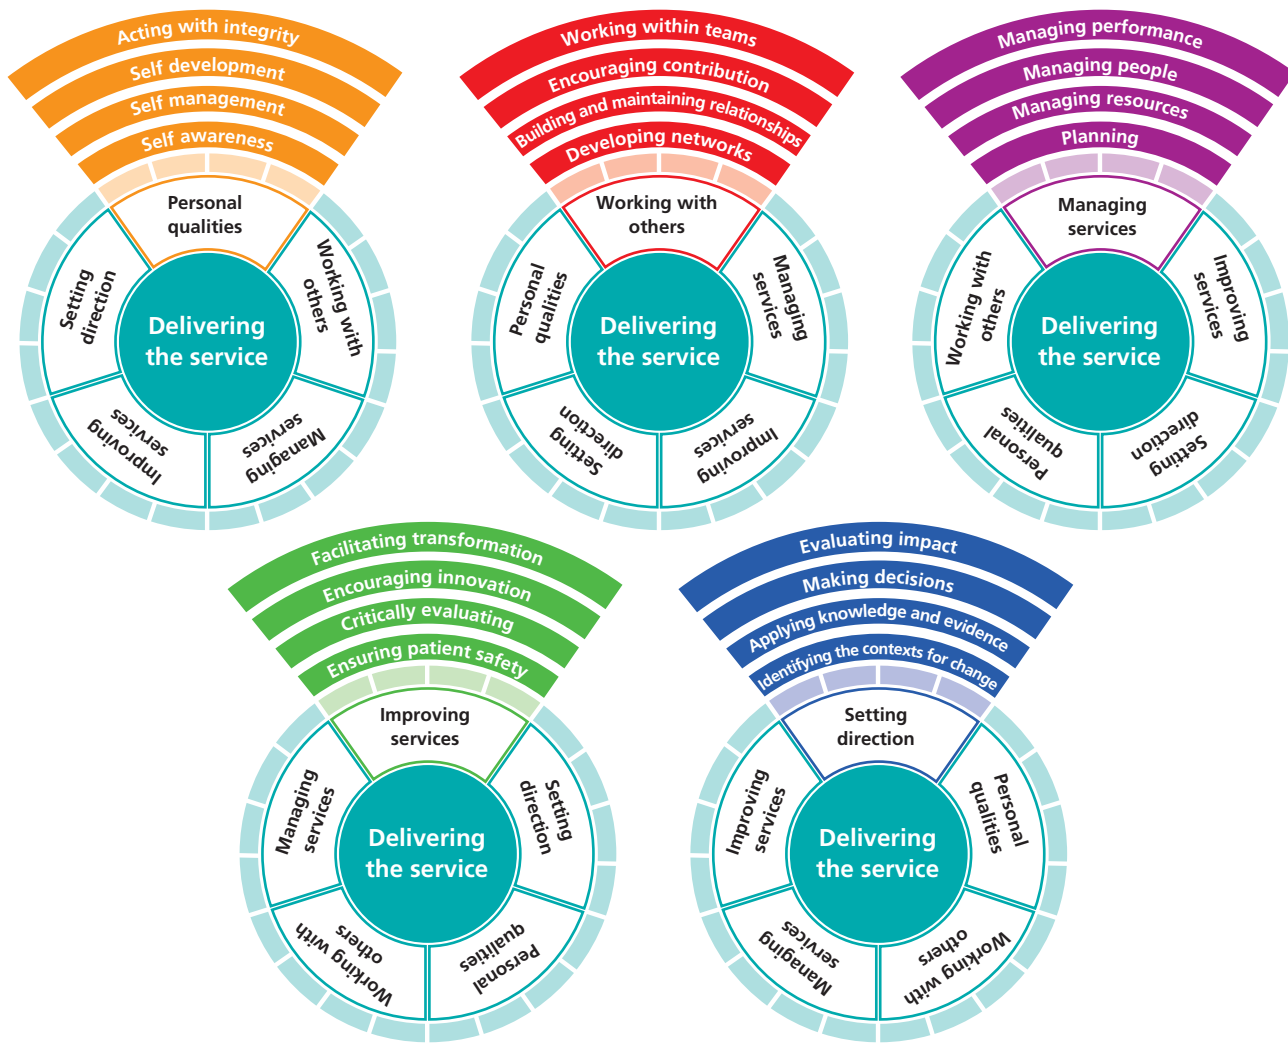 Acting with integrity
Self development
Self management
Self awareness
Personal
qualities
Working with
others
Managing
services
Improving
services
Setting
direction
Delivering
the service
Working within teams
Encouraging contribution
Building and maintaining relationships
Developing networks
Working with
others
Managing
services
Improving
services
Setting
direction
Personal
qualities
Delivering
the service
Managing performance
Managing people
Managing resources
Planning
Managing
services
Improving
services
Setting
direction
Personal
qualities
Working with
others
Delivering
the service
Facilitating transformation
Encouraging innovation
Critically evaluating
Ensuring patient safety
Improving
services
Setting
direction
Personal
qualities
Working with
others
Managing
services
Delivering
the service
Evaluating impact
Making decisions
Applying knowledge and evidence
Identifying the contexts for change
Setting
direction
Personal
qualities
Working with
others
Managing
services
Improving
services
Delivering
the service